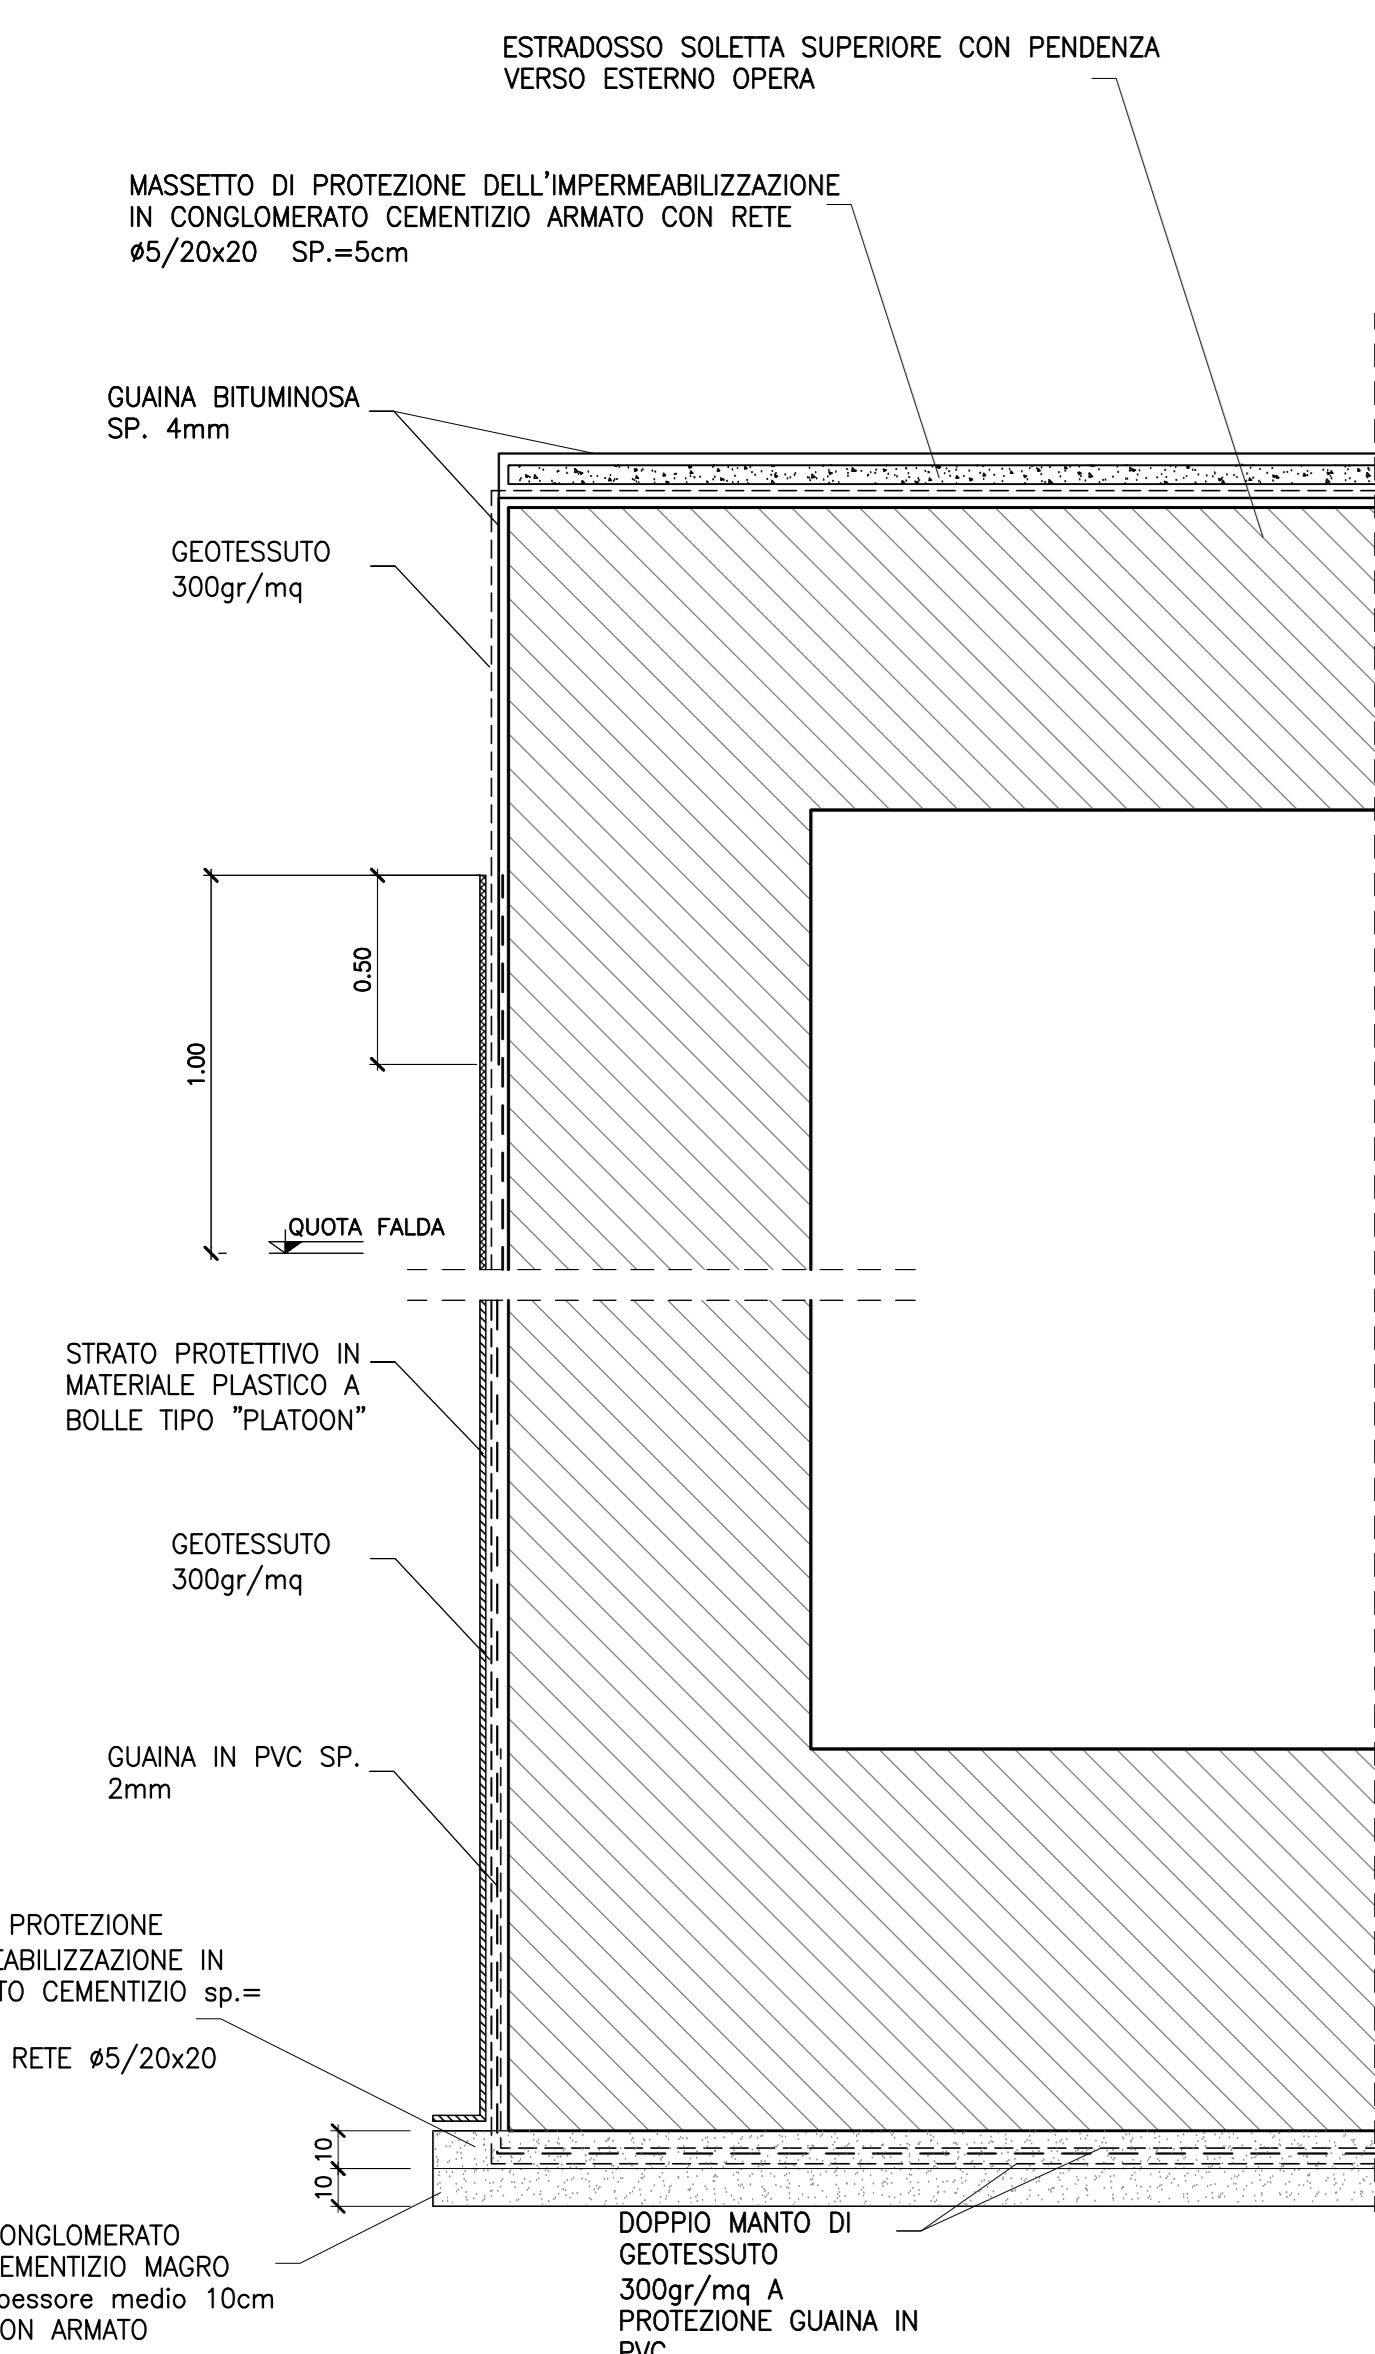 ESTRADOSSO SOLETTA SUPERIORE CON PENDENZA
VERSO ESTERNO OPERA
MASSETTO DI PROTEZIONE DELL'IMPERMEABILIZZAZIONE
IN CONGLOMERATO CEMENTIZIO ARMATO CON RETE
ø5/20x20 SP.=5cm
GUAINA BITUMINOSA
SP. 4mm
GEOTESSUTO
300gr/mq
0.50
1.00
QUOTA FALDA
STRATO PROTETTIVO IN
MATERIALE PLASTICO A
BOLLE TIPO "PLATOON"
GEOTESSUTO
300gr/mq
GUAINA IN PVC SP.
2mm
PROTEZIONE
EABILIZZAZIONE IN
TO CEMENTIZIO sp.=
RETE ø5/20x20
10
10
ONGLOMERATO
EMENTIZIO MAGRO
pessore medio 10cm
ON ARMATO
DOPPIO MANTO DI
GEOTESSUTO
300gr/mq A
PROTEZIONE GUAINA IN
PVC